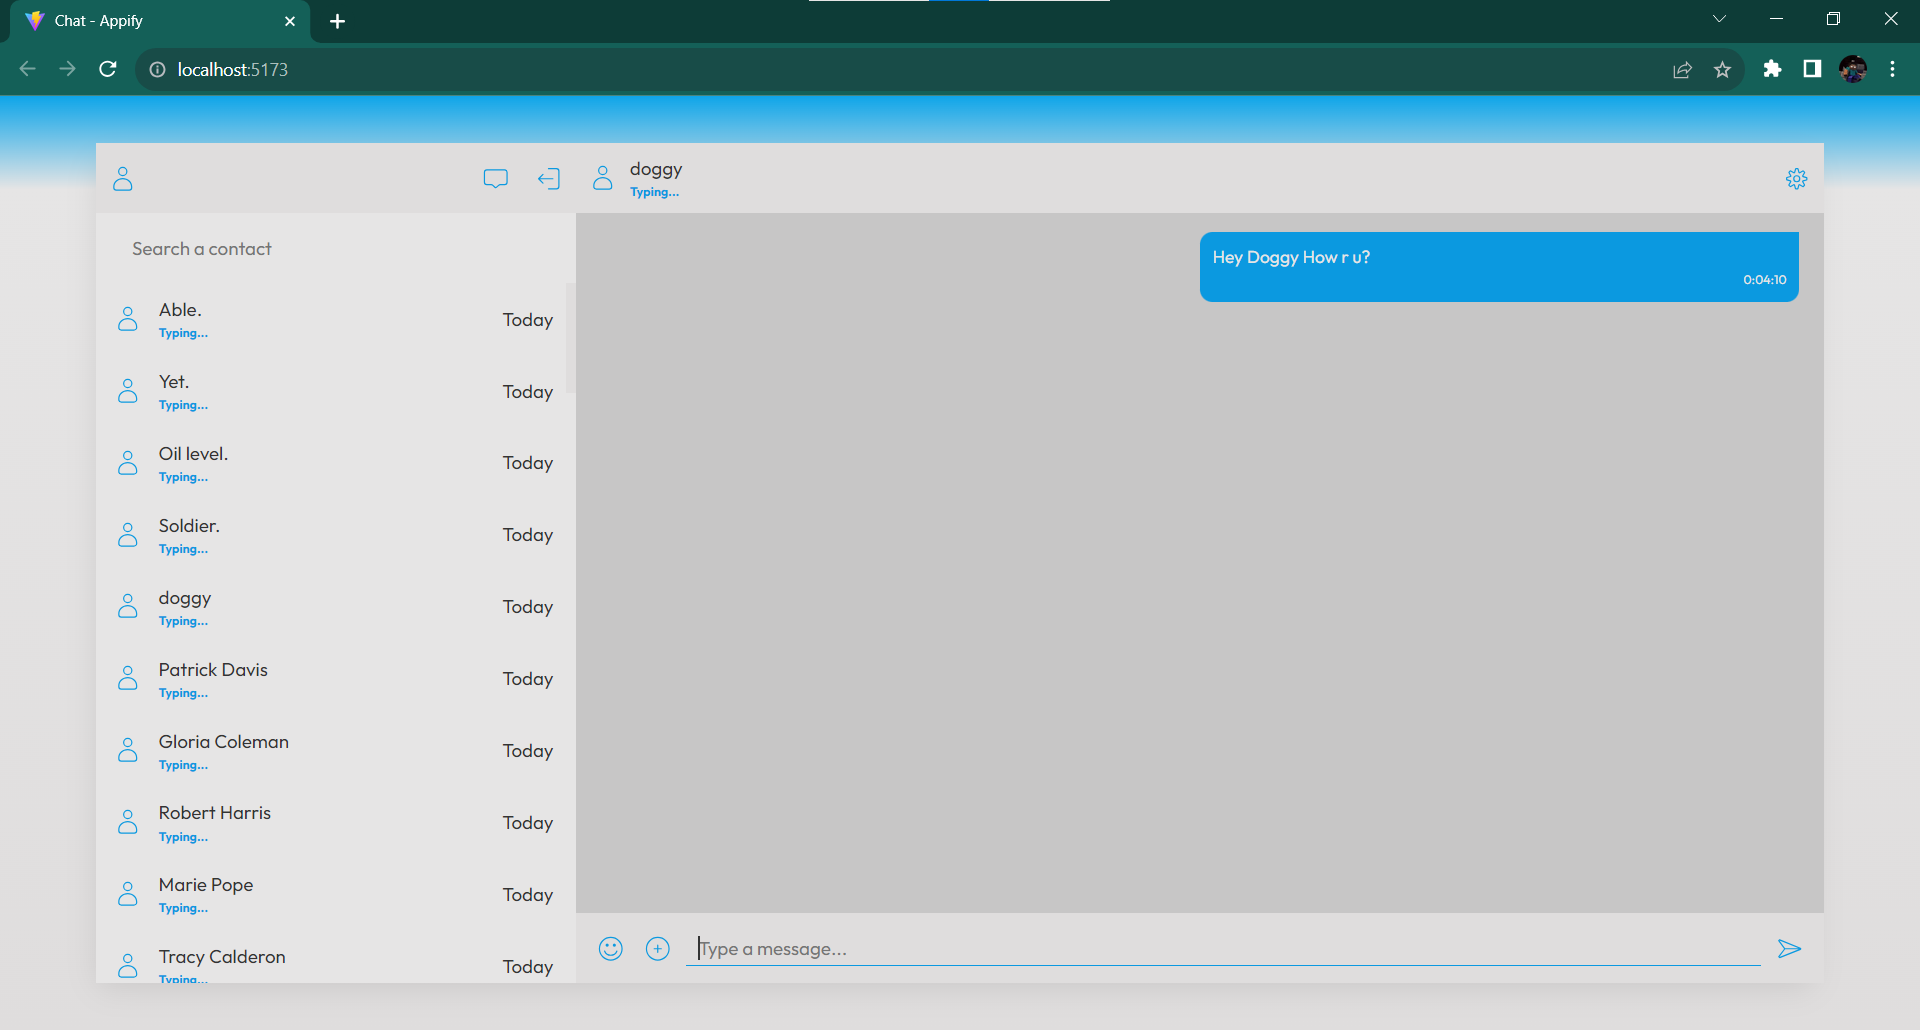 Chat - Appify
localhost:5173
doggy
Typing...
Search a contact
Able.
Typing...
Today
Yet.
Typing...
Today
Oil level.
Typing...
Today
Soldier.
Typing...
Today
doggy
Typing...
Today
Patrick Davis
Typing...
Today
Gloria Coleman
Typing...
Today
Robert Harris
Typing...
Today
Marie Pope
Typing...
Today
Tracy Calderon
Typing...
Today
Hey Doggy How r u?
0:04:10
Type a message...